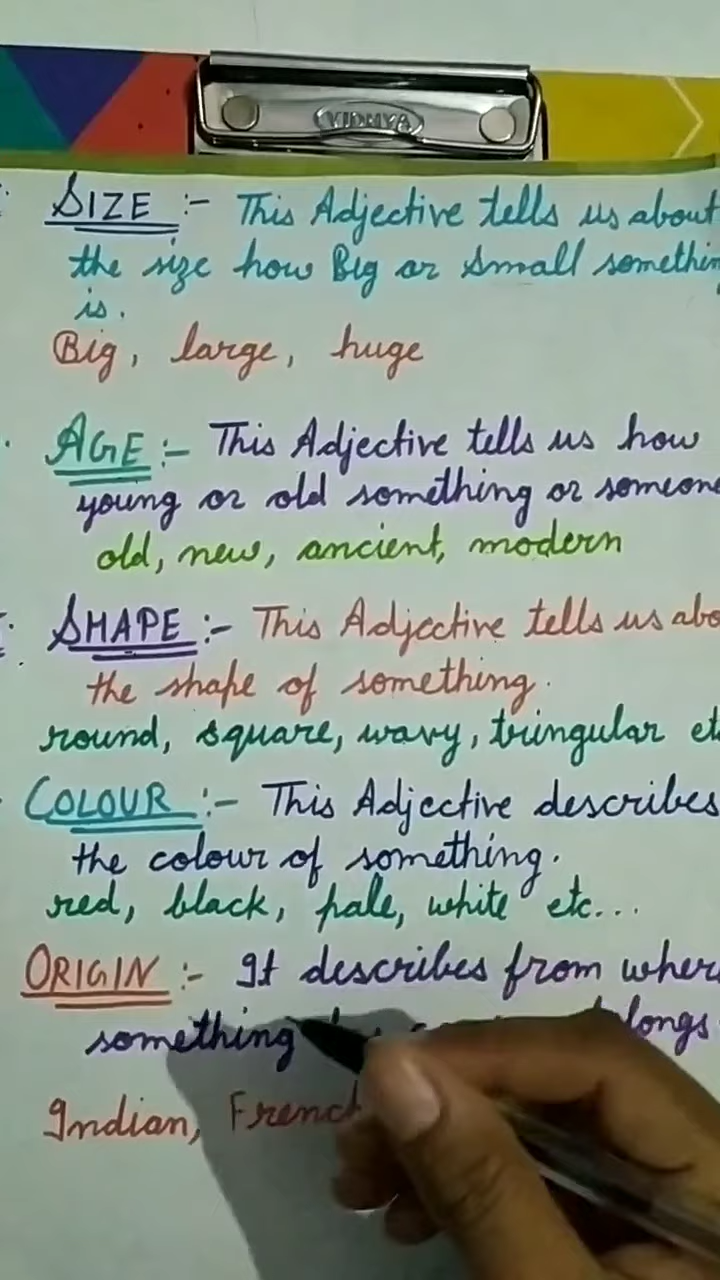 VIDHYA
SIZE :- This Adjective tells us about
the size how Big or Small somethin
is.
Big, large, huge
AGE :- This Adjective tells us how
young or old something or someone
old, new, ancient, modern
SHAPE :- This Adjective tells us abo
the shape of something.
round, square, wavy, tringular et
COLOUR :- This Adjective describes
the colour of something.
red, black, pale, white etc...
ORIGIN :- It describes from wher
something longs
Indian, French